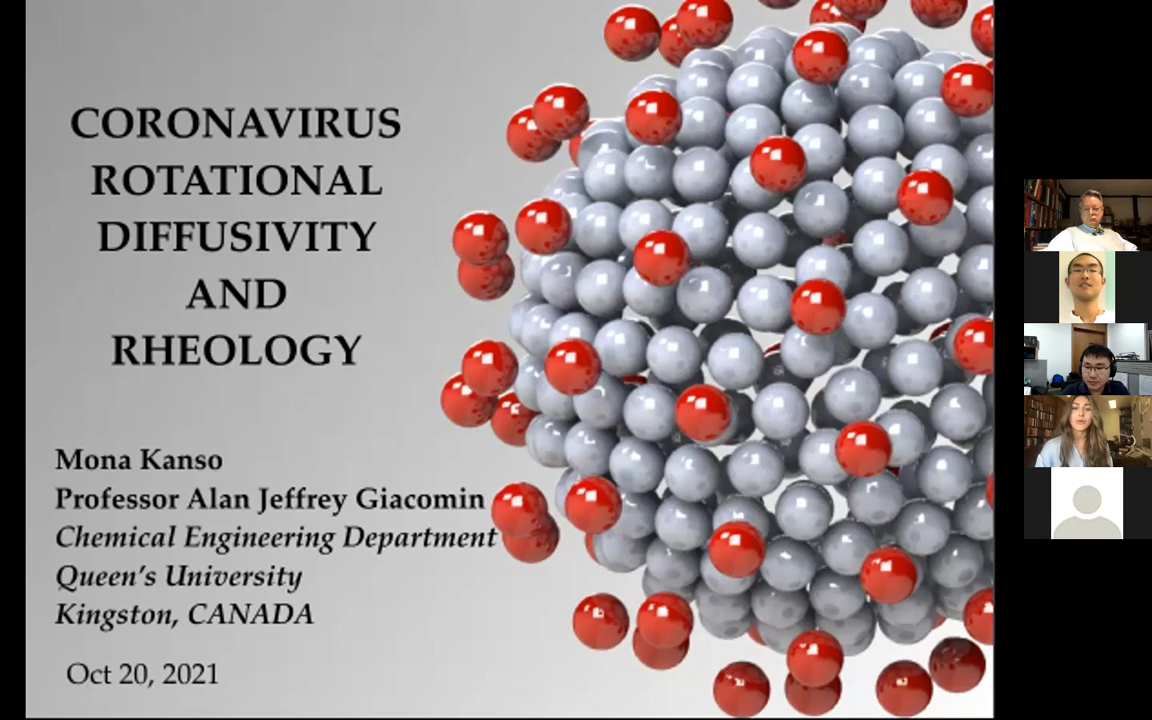 CORONAVIRUS
ROTATIONAL
DIFFUSIVITY
AND
RHEOLOGY
Mona Kanso
Professor Alan Jeffrey Giacomin
Chemical Engineering Department
Queen's University
Kingston, CANADA
Oct 20, 2021